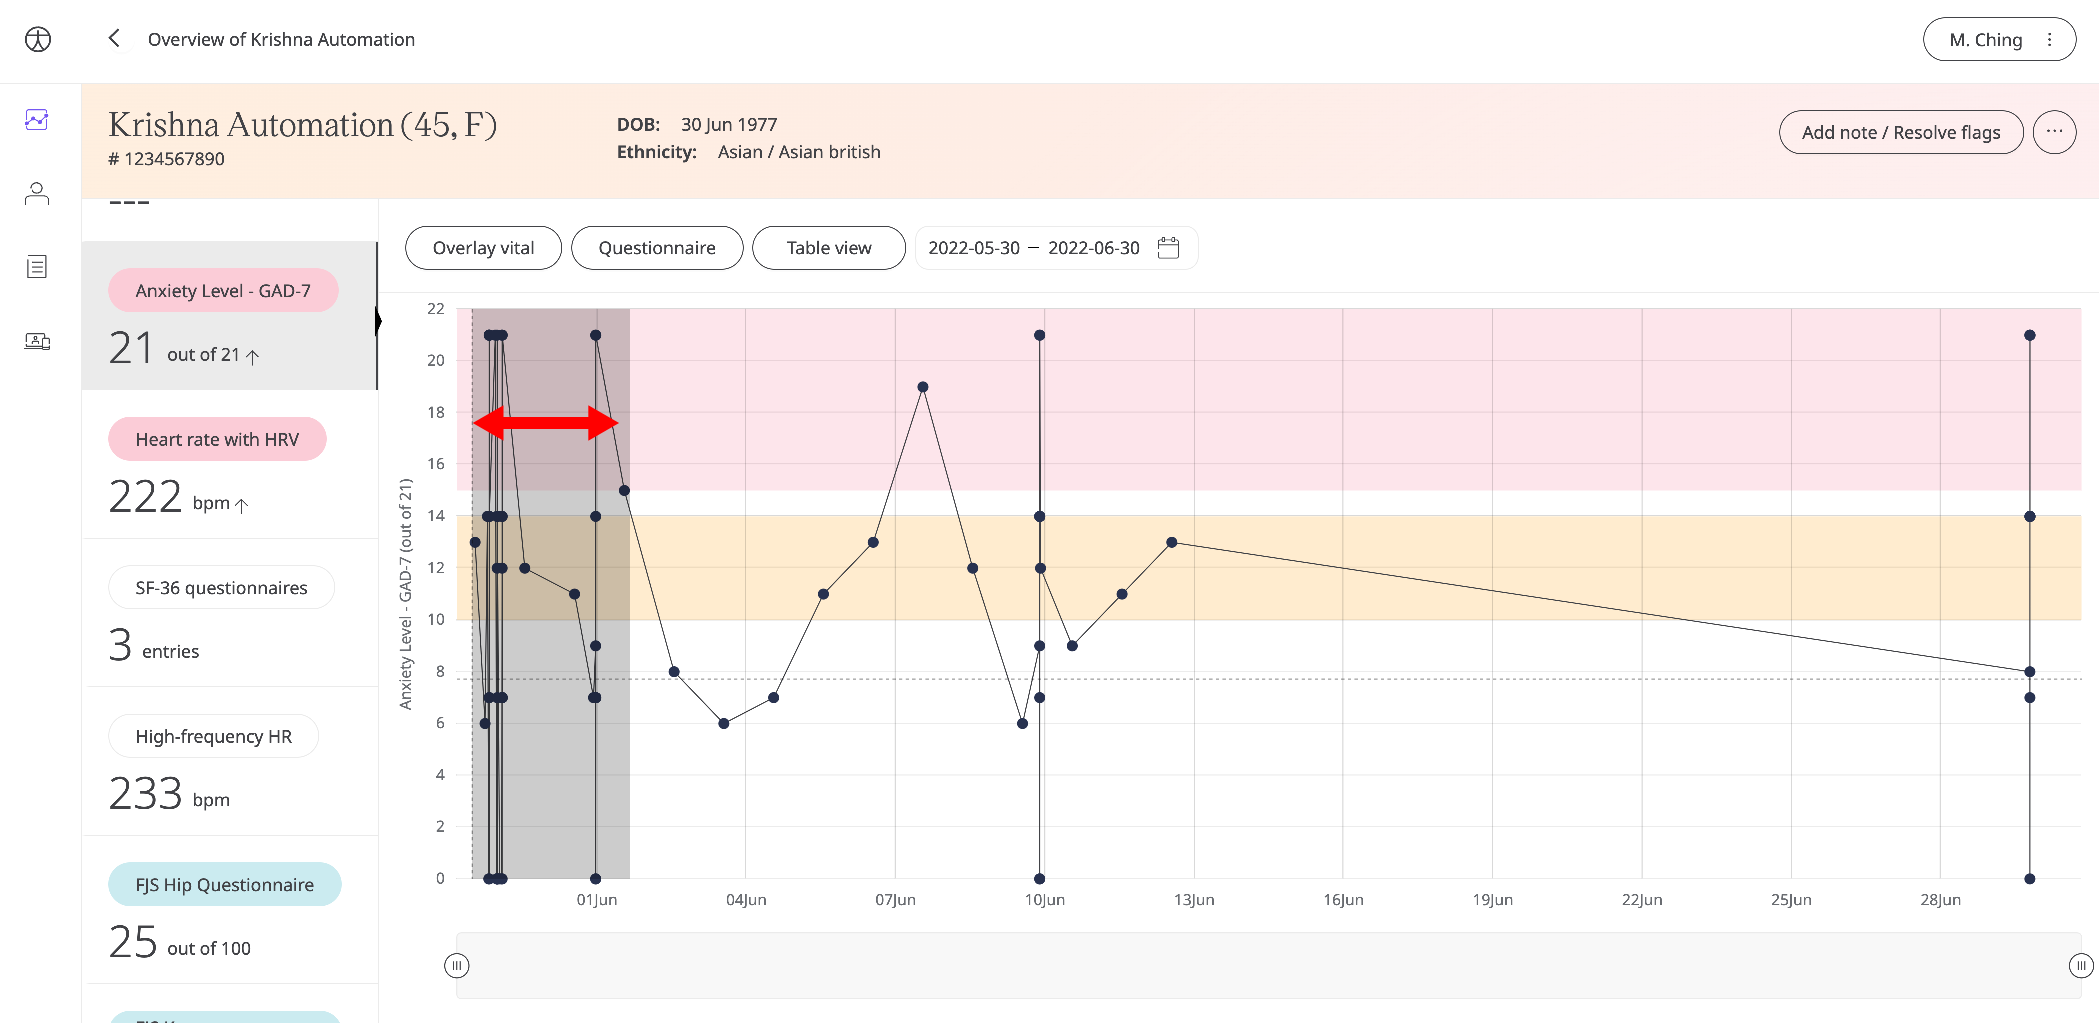 Overview of Krishna Automation
M. Ching
Krishna Automation (45, F)
# 1234567890
DOB: 30 Jun 1977
Ethnicity: Asian / Asian british
Add note / Resolve flags
Anxiety Level - GAD-7
21 out of 21 ↑
Heart rate with HRV
222 bpm ↑
SF-36 questionnaires
3 entries
High-frequency HR
233 bpm
FJS Hip Questionnaire
25 out of 100
Overlay vital
Questionnaire
Table view
2022-05-30 – 2022-06-30
Anxiety Level - GAD-7 (out of 21)
22
20
18
16
14
12
10
8
6
4
2
0
01Jun 04Jun 07Jun 10Jun 13Jun 16Jun 19Jun 22Jun 25Jun 28Jun